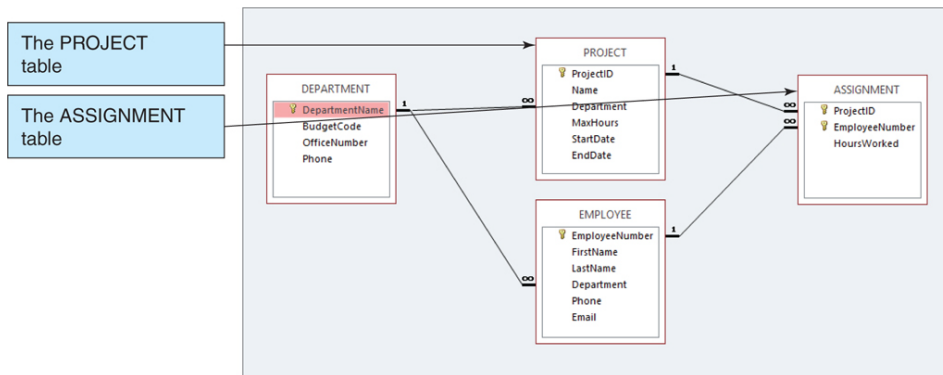 The PROJECT
table
The ASSIGNMENT
table
DEPARTMENT
DepartmentName
BudgetCode
OfficeNumber
Phone
1
∞
PROJECT
ProjectID
Name
Department
MaxHours
StartDate
EndDate
1
∞
∞
EMPLOYEE
EmployeeNumber
FirstName
LastName
Department
Phone
Email
1
∞
ASSIGNMENT
ProjectID
EmployeeNumber
HoursWorked